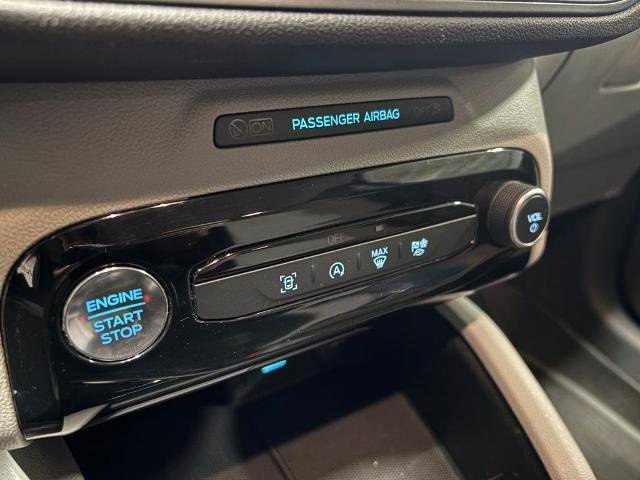 ON PASSENGER AIRBAG OFF
VOL
OFF
A
MAX
ENGINE
START
STOP